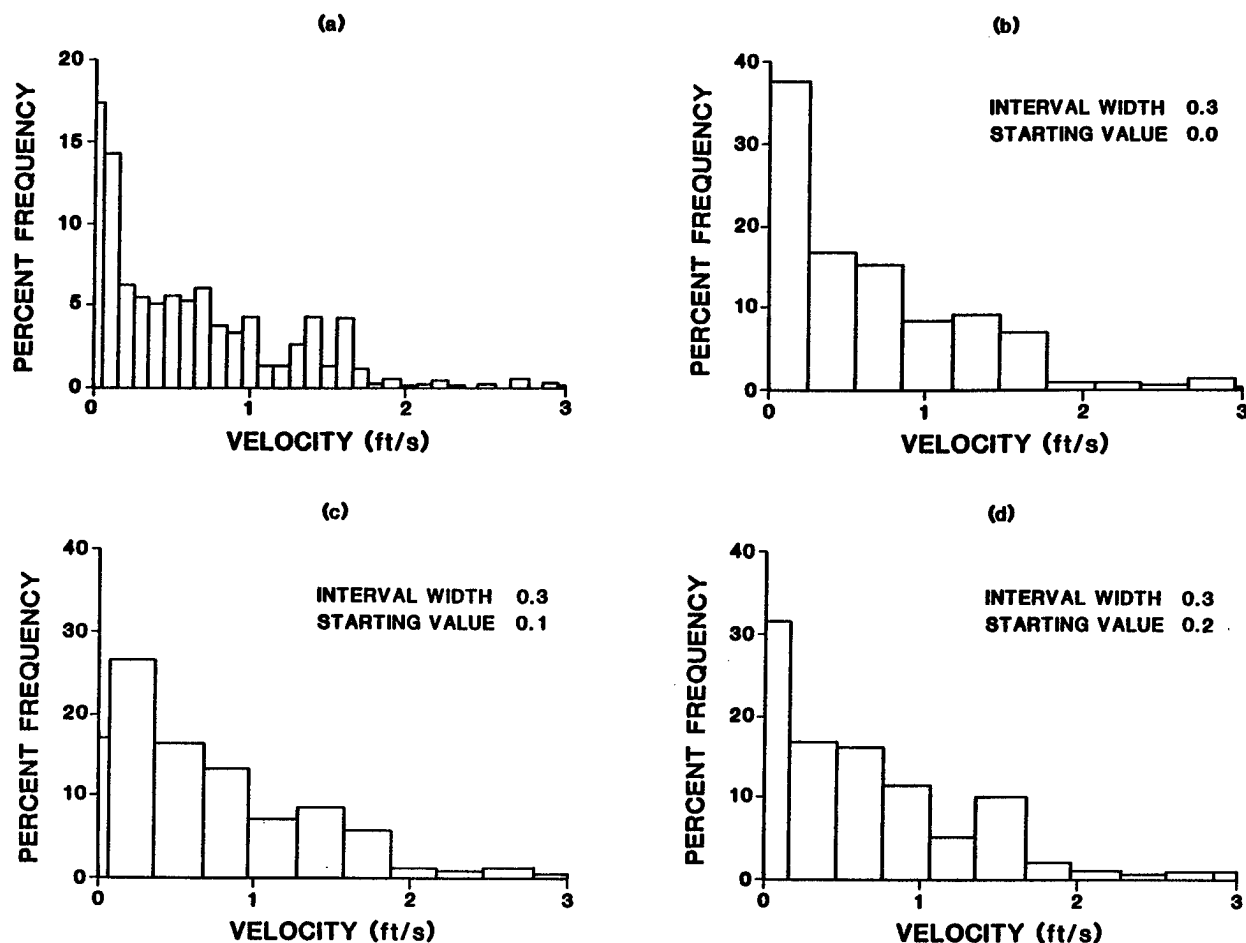 (a)
20
15
10
5
0
PERCENT FREQUENCY
0 1 2 3
VELOCITY (ft/s)
(b)
40
30
20
10
0
PERCENT FREQUENCY
INTERVAL WIDTH 0.3
STARTING VALUE 0.0
0 1 2 3
VELOCITY (ft/s)
(c)
40
30
20
10
0
PERCENT FREQUENCY
INTERVAL WIDTH 0.3
STARTING VALUE 0.1
0 1 2 3
VELOCITY (ft/s)
(d)
40
30
20
10
0
PERCENT FREQUENCY
INTERVAL WIDTH 0.3
STARTING VALUE 0.2
0 1 2 3
VELOCITY (ft/s)